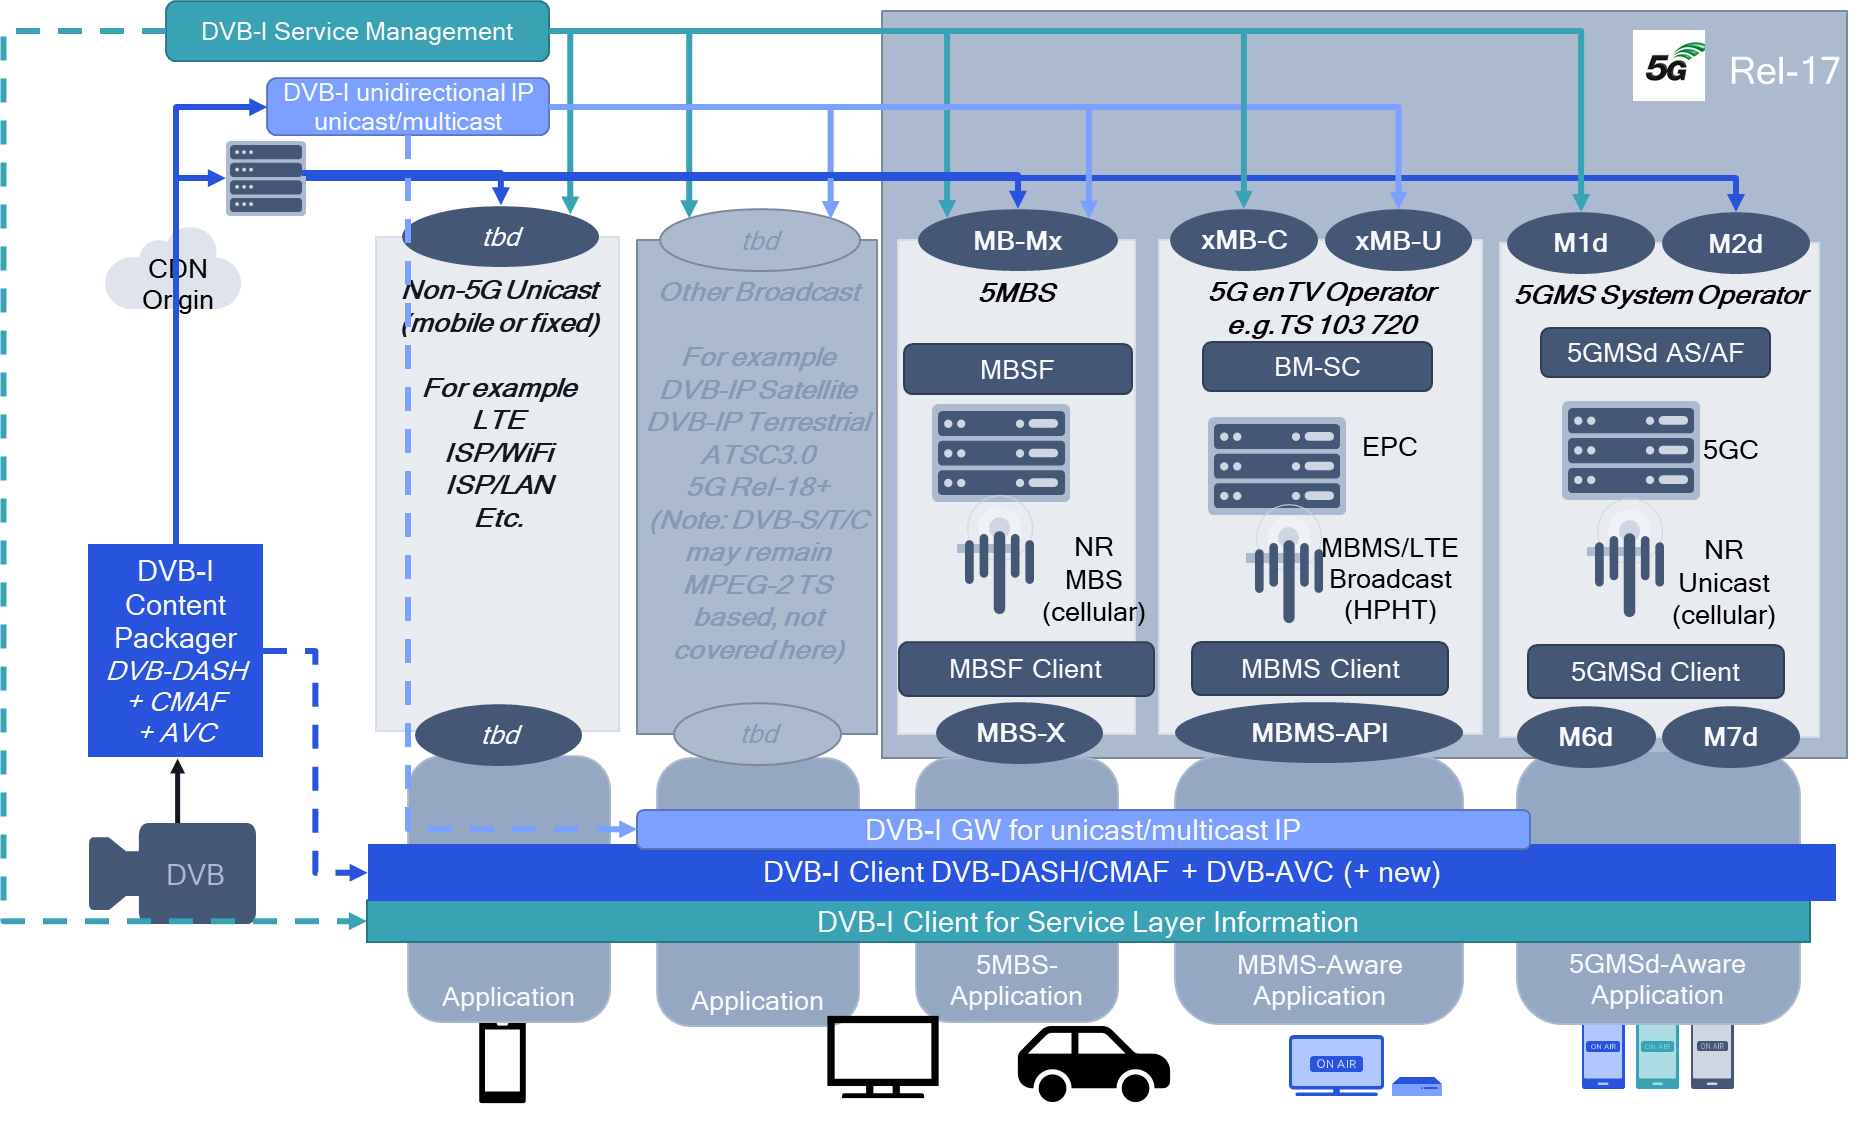 DVB-I Service Management
5G
Rel-17
DVB-I unidirectional IP
unicast/multicast
CDN
Origin
tbd
Non-5G Unicast
(mobile or fixed)
For example
LTE
ISP/WiFi
ISP/LAN
Etc.
tbd
tbd
Other Broadcast
For example
DVB-IP Satellite
DVB-IP Terrestrial
ATSC3.0
5G Rel-18+
(Note: DVB-S/T/C
may remain
MPEG-2 TS
based, not
covered here)
tbd
MB-Mx
5MBS
MBSF
NR
MBS
(cellular)
MBSF Client
MBS-X
xMB-C
xMB-U
5G enTV Operator
e.g.TS 103 720
BM-SC
EPC
MBMS/LTE
Broadcast
(HPHT)
MBMS Client
MBMS-API
M1d
M2d
5GMS System Operator
5GMSd AS/AF
5GC
NR
Unicast
(cellular)
5GMSd Client
M6d
M7d
DVB-I
Content
Packager
DVB-DASH
+ CMAF
+ AVC
DVB
DVB-I GW for unicast/multicast IP
DVB-I Client DVB-DASH/CMAF + DVB-AVC (+ new)
DVB-I Client for Service Layer Information
Application
Application
5MBS-
Application
MBMS-Aware
Application
5GMSd-Aware
Application
ON AIR
ON AIR
ON AIR
ON AIR